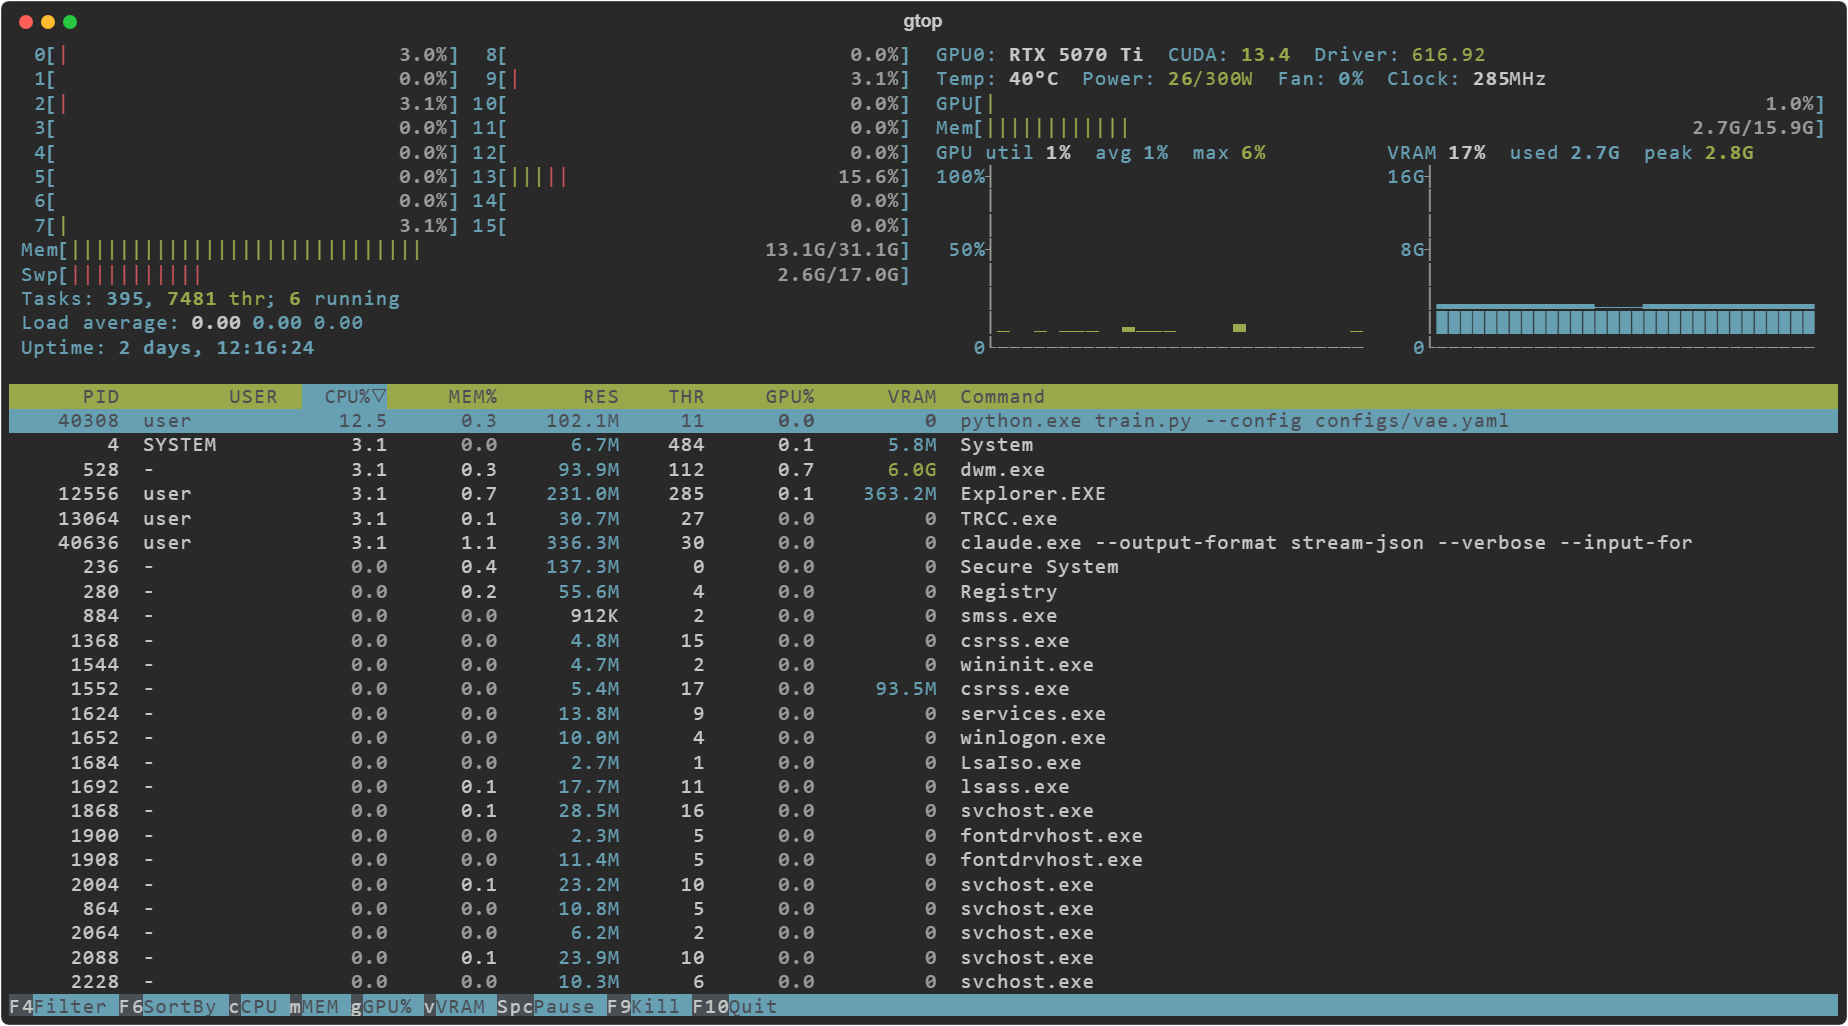 gtop
0[| 3.0%] 8[ 0.0%] GPU0: RTX 5070 Ti CUDA: 13.4 Driver: 616.92
1[ 0.0%] 9[| 3.1%] Temp: 40°C Power: 26/300W Fan: 0% Clock: 285MHz
2[| 3.1%] 10[ 0.0%] GPU[| 1.0%]
3[ 0.0%] 11[ 0.0%] Mem[|||||||||||| 2.7G/15.9G]
4[ 0.0%] 12[ 0.0%] GPU util 1% avg 1% max 6% VRAM 17% used 2.7G peak 2.8G
5[ 0.0%] 13[||||| 15.6%] 100% 16G
6[ 0.0%] 14[ 0.0%]
7[| 3.1%] 15[ 0.0%]
Mem[||||||||||||||||||||||||||||| 13.1G/31.1G] 50% 8G
Swp[||||||||||| 2.6G/17.0G]
Tasks: 395, 7481 thr; 6 running
Load average: 0.00 0.00 0.00
Uptime: 2 days, 12:16:24 0 0
PID USER CPU%▽ MEM% RES THR GPU% VRAM Command
40308 user 12.5 0.3 102.1M 11 0.0 0 python.exe train.py --config configs/vae.yaml
4 SYSTEM 3.1 0.0 6.7M 484 0.1 5.8M System
528 - 3.1 0.3 93.9M 112 0.7 6.0G dwm.exe
12556 user 3.1 0.7 231.0M 285 0.1 363.2M Explorer.EXE
13064 user 3.1 0.1 30.7M 27 0.0 0 TRCC.exe
40636 user 3.1 1.1 336.3M 30 0.0 0 claude.exe --output-format stream-json --verbose --input-for
236 - 0.0 0.4 137.3M 0 0.0 0 Secure System
280 - 0.0 0.2 55.6M 4 0.0 0 Registry
884 - 0.0 0.0 912K 2 0.0 0 smss.exe
1368 - 0.0 0.0 4.8M 15 0.0 0 csrss.exe
1544 - 0.0 0.0 4.7M 2 0.0 0 wininit.exe
1552 - 0.0 0.0 5.4M 17 0.0 93.5M csrss.exe
1624 - 0.0 0.0 13.8M 9 0.0 0 services.exe
1652 - 0.0 0.0 10.0M 4 0.0 0 winlogon.exe
1684 - 0.0 0.0 2.7M 1 0.0 0 LsaIso.exe
1692 - 0.0 0.1 17.7M 11 0.0 0 lsass.exe
1868 - 0.0 0.1 28.5M 16 0.0 0 svchost.exe
1900 - 0.0 0.0 2.3M 5 0.0 0 fontdrvhost.exe
1908 - 0.0 0.0 11.4M 5 0.0 0 fontdrvhost.exe
2004 - 0.0 0.1 23.2M 10 0.0 0 svchost.exe
864 - 0.0 0.0 10.8M 5 0.0 0 svchost.exe
2064 - 0.0 0.0 6.2M 2 0.0 0 svchost.exe
2088 - 0.0 0.1 23.9M 10 0.0 0 svchost.exe
2228 - 0.0 0.0 10.3M 6 0.0 0 svchost.exe
F4Filter F6SortBy cCPU mMEM gGPU% vVRAM SpcPause F9Kill F10Quit